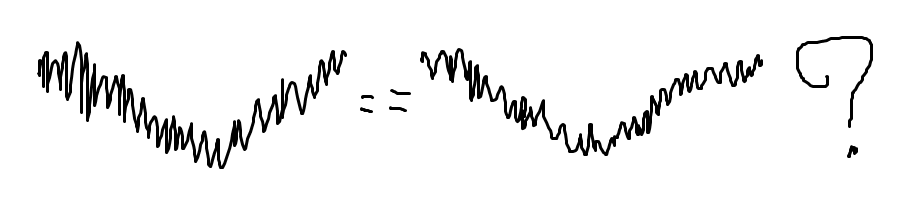 == ?